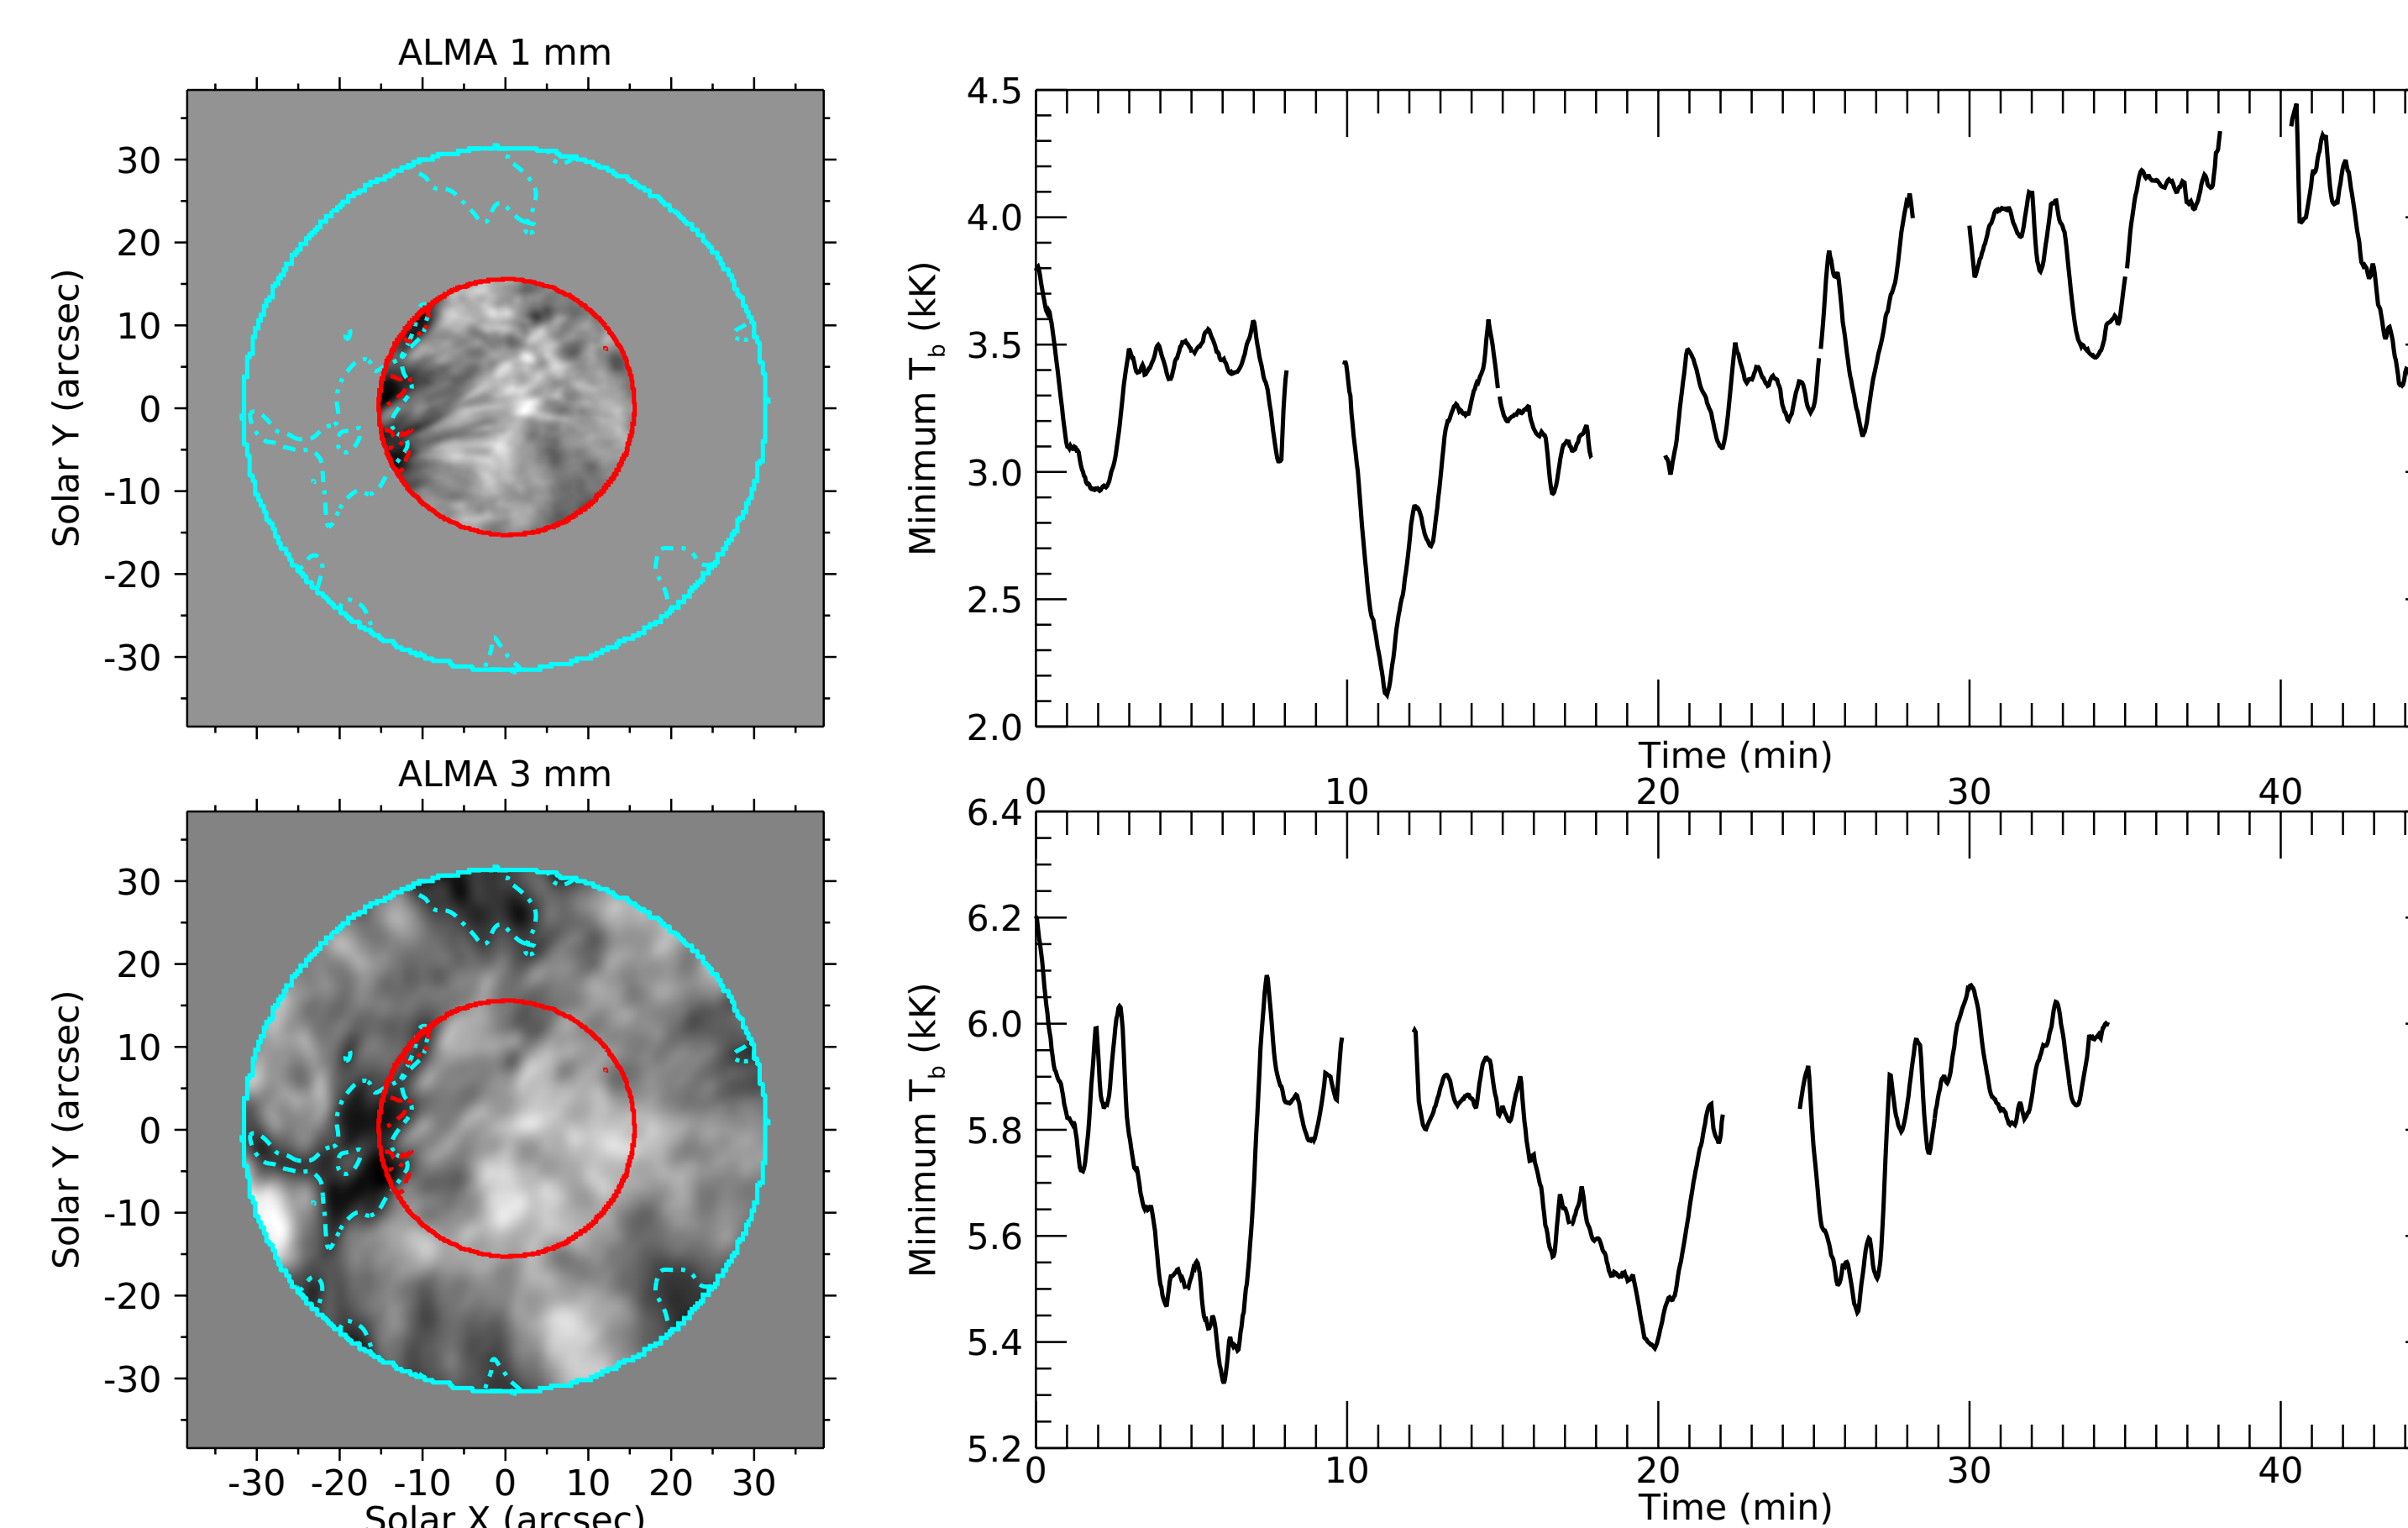 ALMA 1 mm
30
20
10
0
-10
-20
-30
Solar Y (arcsec)
4.5
4.0
3.5
3.0
2.5
2.0
Minimum T_b (kK)
Time (min)
0 10 20 30 40
ALMA 3 mm
30
20
10
0
-10
-20
-30
Solar Y (arcsec)
-30 -20 -10 0 10 20 30
Solar X (arcsec)
6.4
6.2
6.0
5.8
5.6
5.4
5.2
Minimum T_b (kK)
0 10 20 30 40
Time (min)